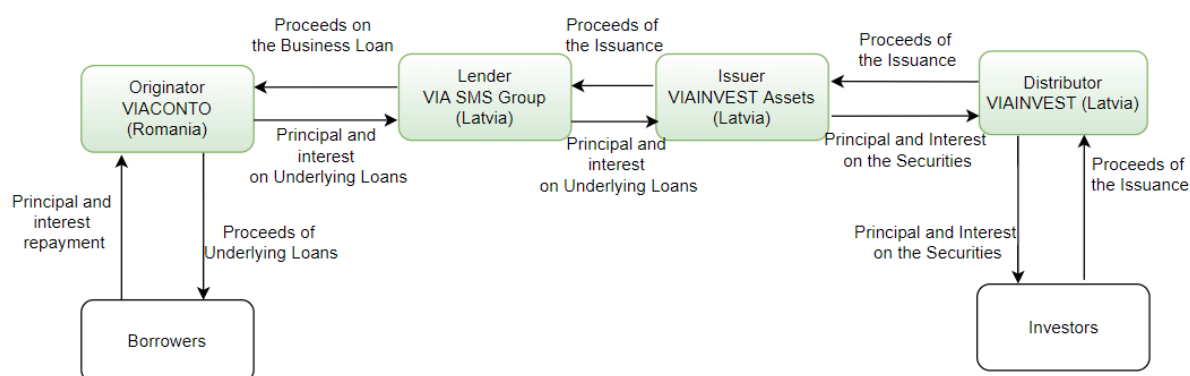 Proceeds on
the Business Loan
Proceeds of
the Issuance
Proceeds of
the Issuance
Originator
VIACONTO
(Romania)
Lender
VIA SMS Group
(Latvia)
Issuer
VIAINVEST Assets
(Latvia)
Distributor
VIAINVEST (Latvia)
Principal and
interest
on Underlying Loans
Principal and
interest
on Underlying Loans
Principal and Interest
on the Securities
Principal and
interest
repayment
Proceeds of
Underlying Loans
Principal and Interest
on the Securities
Proceeds of
the Issuance
Borrowers
Investors